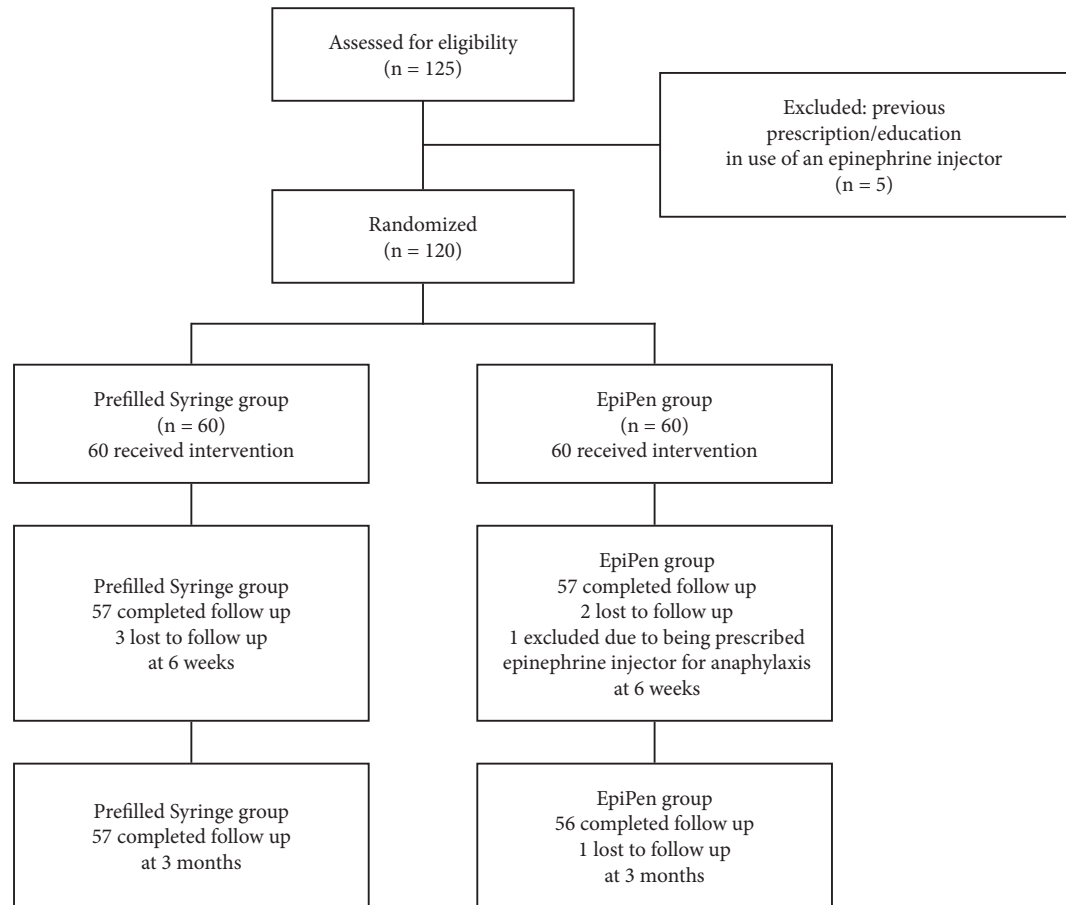 Assessed for eligibility
(n = 125)
Excluded: previous
prescription/education
in use of an epinephrine injector
(n = 5)
Randomized
(n = 120)
Prefilled Syringe group
(n = 60)
60 received intervention
EpiPen group
(n = 60)
60 received intervention
Prefilled Syringe group
57 completed follow up
3 lost to follow up
at 6 weeks
EpiPen group
57 completed follow up
2 lost to follow up
1 excluded due to being prescribed
epinephrine injector for anaphylaxis
at 6 weeks
Prefilled Syringe group
57 completed follow up
at 3 months
EpiPen group
56 completed follow up
1 lost to follow up
at 3 months